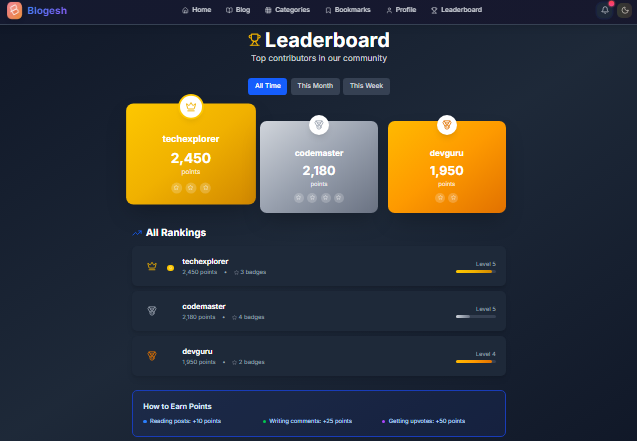 Blogesh
Home Blog Categories Bookmarks Profile Leaderboard
Leaderboard
Top contributors in our community
All Time This Month This Week
techexplorer
2,450
points
codemaster
2,180
points
devguru
1,950
points
All Rankings
techexplorer
2,450 points • 3 badges
Level 5
codemaster
2,180 points • 4 badges
Level 5
devguru
1,950 points • 2 badges
Level 4
How to Earn Points
Reading posts: +10 points
Writing comments: +25 points
Getting upvotes: +50 points